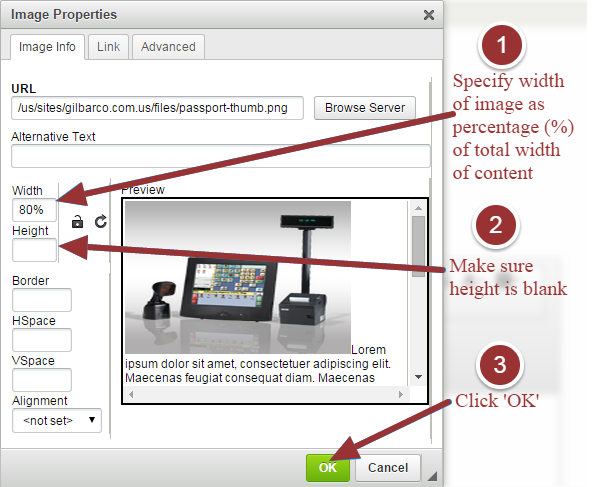 Image Properties
Image Info
Link
Advanced
URL
/us/sites/gilbarco.com.us/files/passport-thumb.png
Browse Server
Alternative Text
Width
80%
Height
Border
HSpace
VSpace
Alignment
<not set>
Preview
Lorem
ipsum dolor sit amet, consectetuer adipiscing elit.
Maecenas feugiat consequat diam. Maecenas
OK
Cancel
1
Specify width
of image as
percentage (%)
of total width
of content
2
Make sure
height is blank
3
Click 'OK'